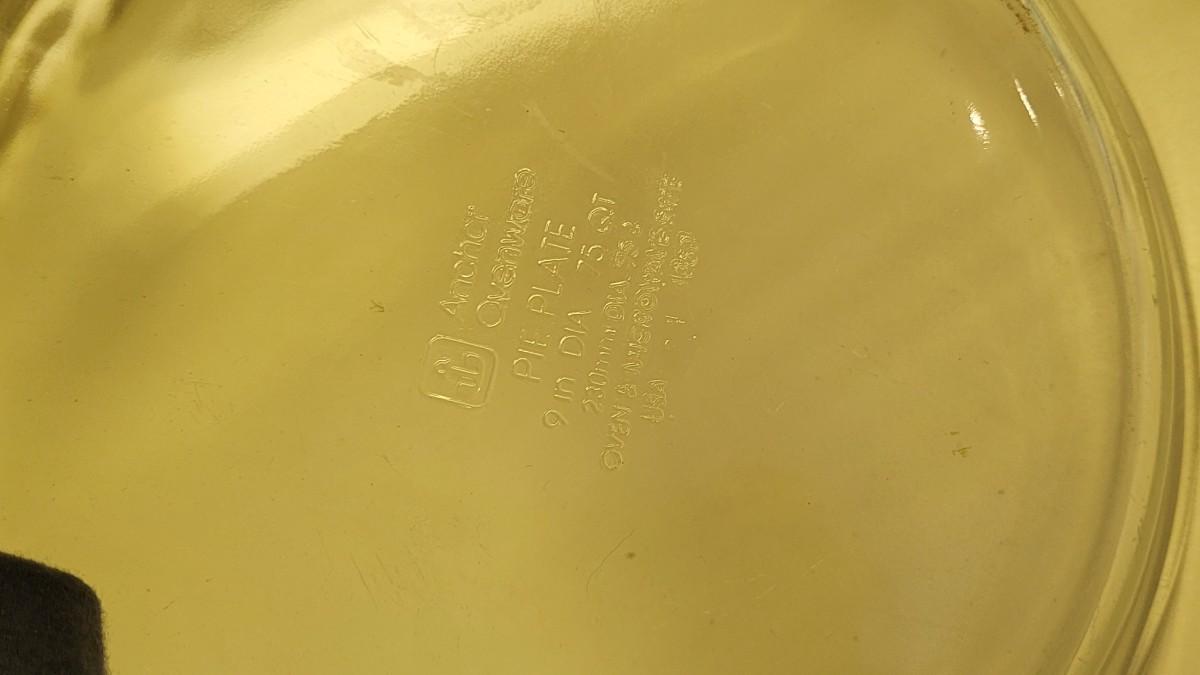 Anchor
Ovenware
PIE PLATE
9 in DIA 75 QT
230mm DIA
OVEN & MICROWAVE SAFE
USA